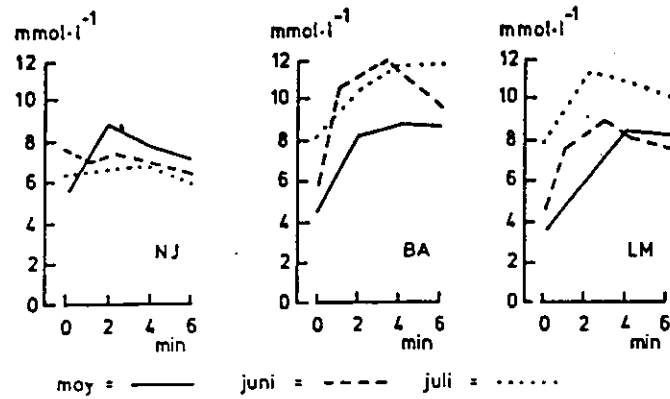 mmol·l⁻¹ mmol·l⁻¹ mmol·l⁻¹
12 12 12
10 10 10
8 8 8
6 6 6
4 4 4
2 2 2
0 0 0
NJ BA LM
0 2 4 6 0 2 4 6 0 2 4 6
min min min
may = juni = juli =